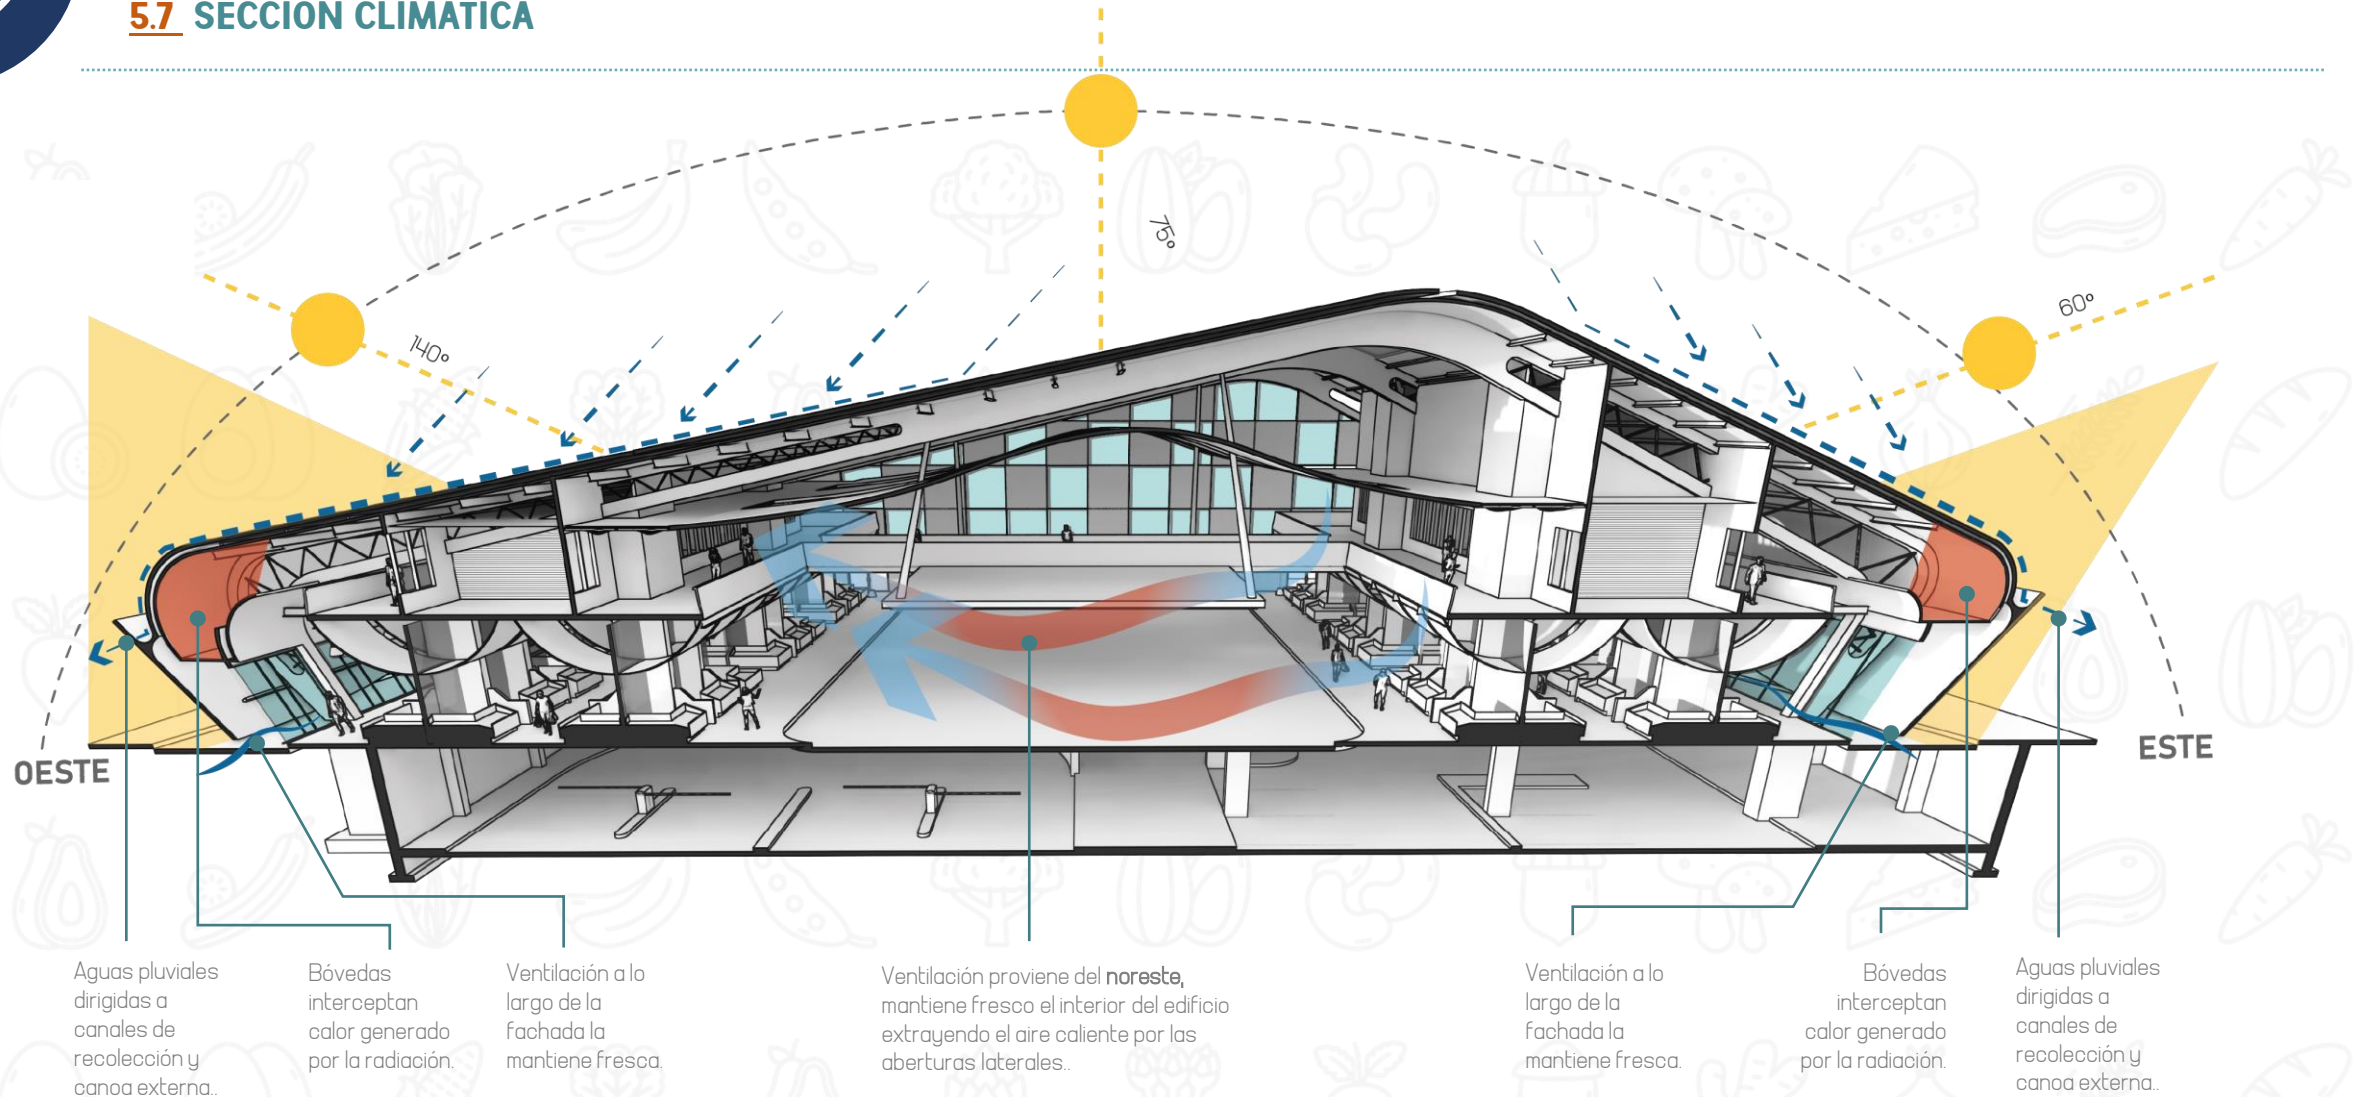 5.7 SECCION CLIMATICA
75º
140º
60º
OESTE
ESTE
Aguas pluviales
dirigidas a
canales de
recolección y
canoa externa..
Bóvedas
interceptan
calor generado
por la radiación.
Ventilación a lo
largo de la
fachada la
mantiene fresca.
Ventilación proviene del noreste,
mantiene fresco el interior del edificio
extrayendo el aire caliente por las
aberturas laterales..
Ventilación a lo
largo de la
fachada la
mantiene fresca.
Bóvedas
interceptan
calor generado
por la radiación.
Aguas pluviales
dirigidas a
canales de
recolección y
canoa externa..